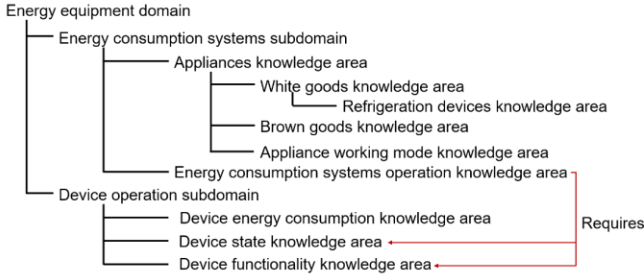 Energy equipment domain
Energy consumption systems subdomain
Appliances knowledge area
White goods knowledge area
Refrigeration devices knowledge area
Brown goods knowledge area
Appliance working mode knowledge area
Energy consumption systems operation knowledge area
Device operation subdomain
Device energy consumption knowledge area
Requires
Device state knowledge area
Device functionality knowledge area